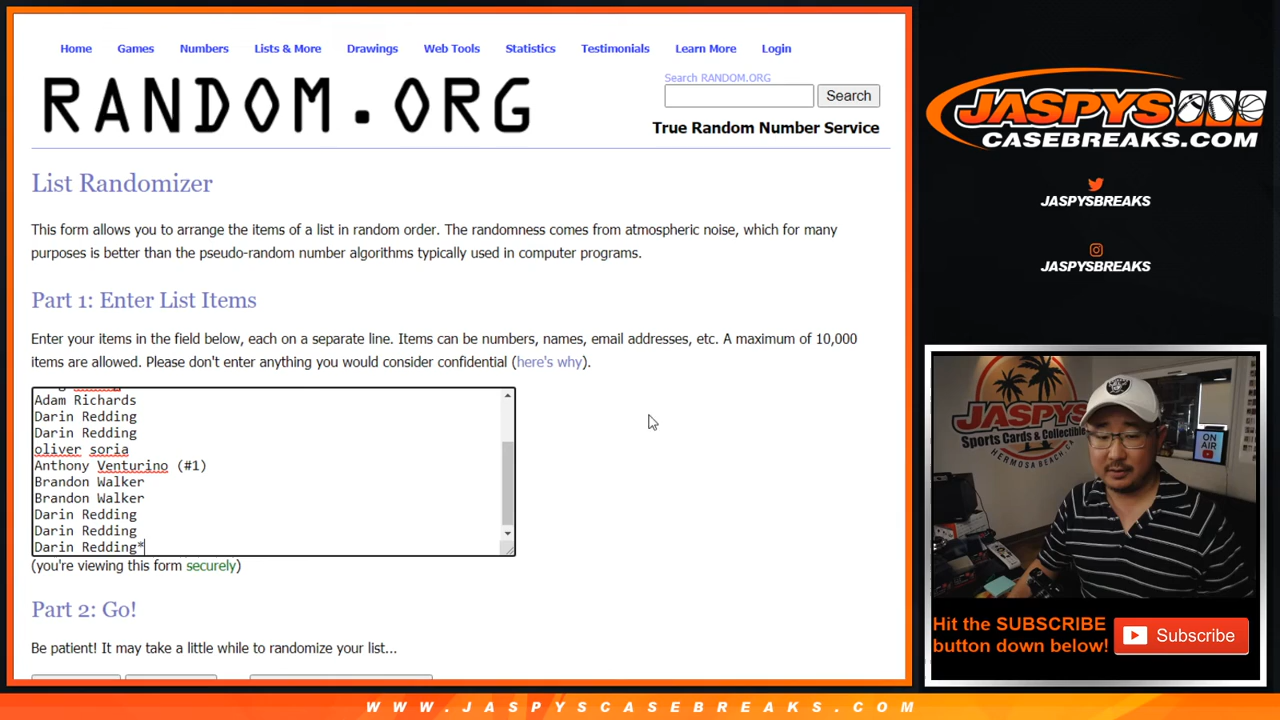 Home Games Numbers Lists & More Drawings Web Tools Statistics Testimonials Learn More Login
RANDOM.ORG
Search RANDOM.ORG
Search
True Random Number Service
List Randomizer
This form allows you to arrange the items of a list in random order. The randomness comes from atmospheric noise, which for many
purposes is better than the pseudo-random number algorithms typically used in computer programs.
Part 1: Enter List Items
Enter your items in the field below, each on a separate line. Items can be numbers, names, email addresses, etc. A maximum of 10,000
items are allowed. Please don't enter anything you would consider confidential (here's why).
Adam Richards
Darin Redding
Darin Redding
oliver soria
Anthony Venturino (#1)
Brandon Walker
Brandon Walker
Darin Redding
Darin Redding
Darin Redding*
(you're viewing this form securely)
Part 2: Go!
Be patient! It may take a little while to randomize your list...
JASPYS
CASEBREAKS.COM
JASPYSBREAKS
JASPYSBREAKS
JASPYS
Sports Cards & Collectibles
HERMOSA BEACH CA
ON AIR
Hit the SUBSCRIBE
button down below!
Subscribe
WWW.JASPYSCASEBREAKS.COM